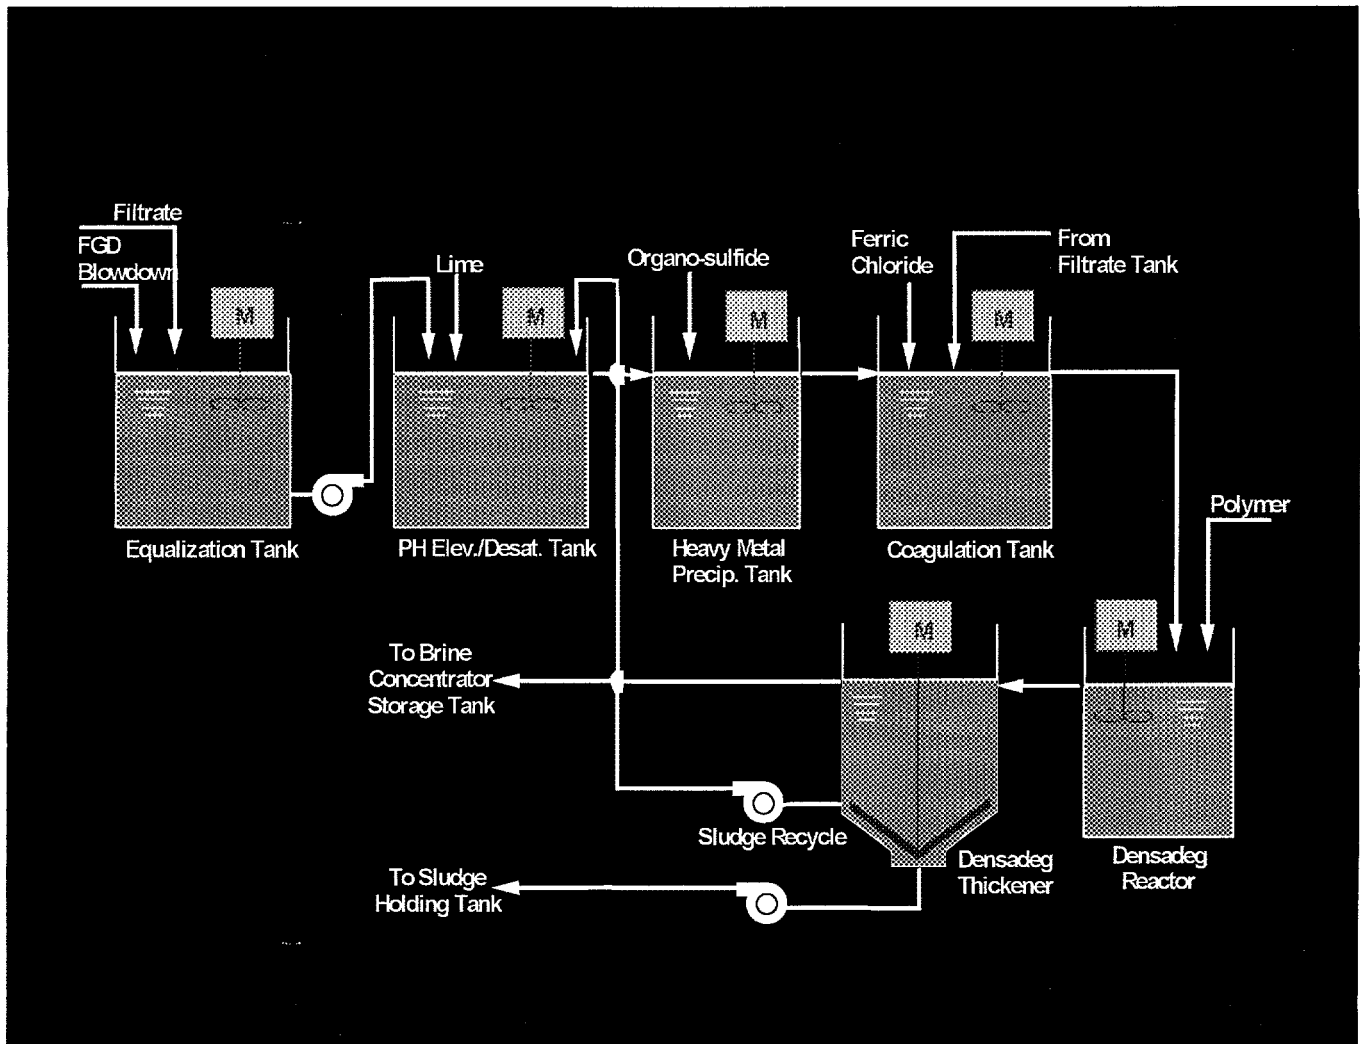 Filtrate
FGD
Blowdown
M
Lime
M
Organo-sulfide
M
Ferric
Chloride
M
From
Filtrate Tank
Equalization Tank
PH Elev./Desat. Tank
Heavy Metal
Precip. Tank
Coagulation Tank
Polymer
M
M
To Brine
Concentrator
Storage Tank
Sludge Recycle
Densadeg
Thickener
Densadeg
Reactor
To Sludge
Holding Tank